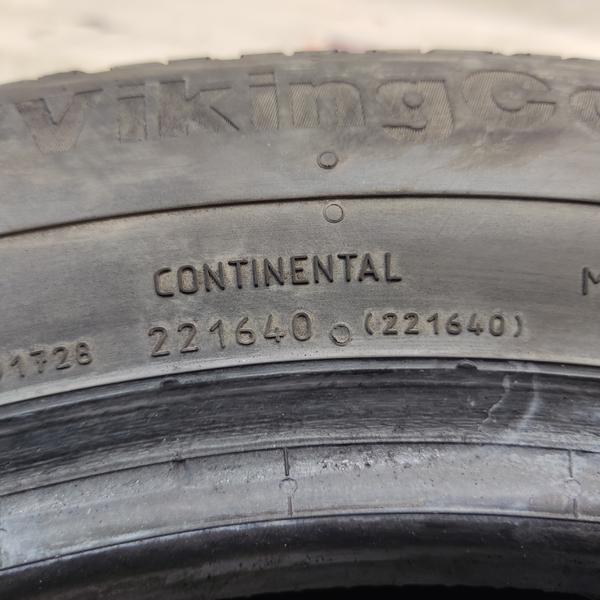 VikingCo
CONTINENTAL M
1728 221640 (221640)